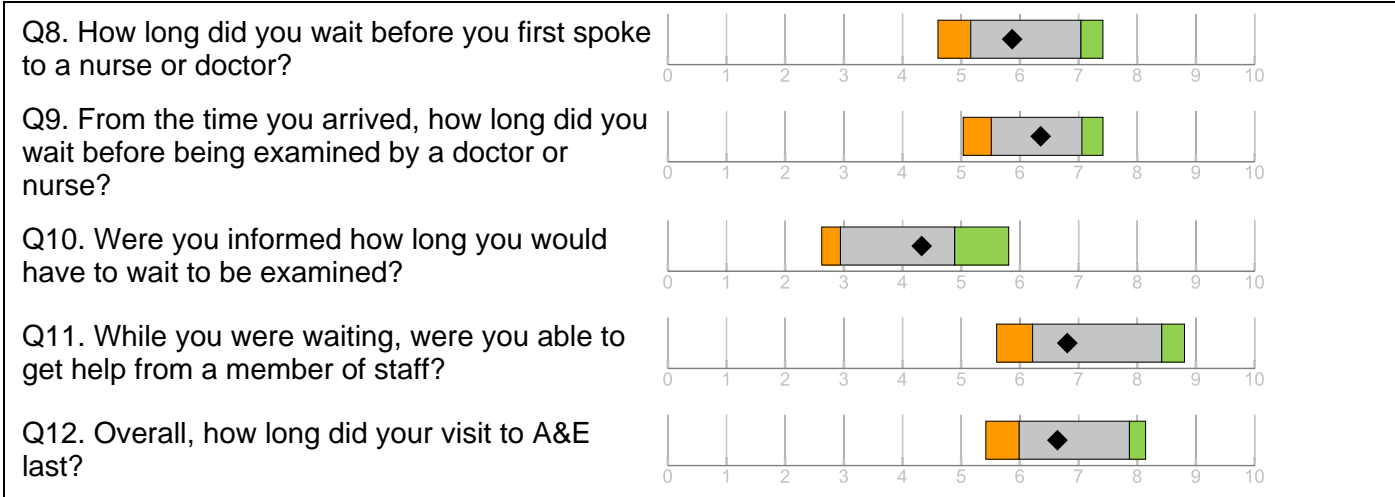 Q8. How long did you wait before you first spoke
to a nurse or doctor?
0 1 2 3 4 5 6 7 8 9 10
Q9. From the time you arrived, how long did you
wait before being examined by a doctor or
nurse?
0 1 2 3 4 5 6 7 8 9 10
Q10. Were you informed how long you would
have to wait to be examined?
0 1 2 3 4 5 6 7 8 9 10
Q11. While you were waiting, were you able to
get help from a member of staff?
0 1 2 3 4 5 6 7 8 9 10
Q12. Overall, how long did your visit to A&E
last?
0 1 2 3 4 5 6 7 8 9 10